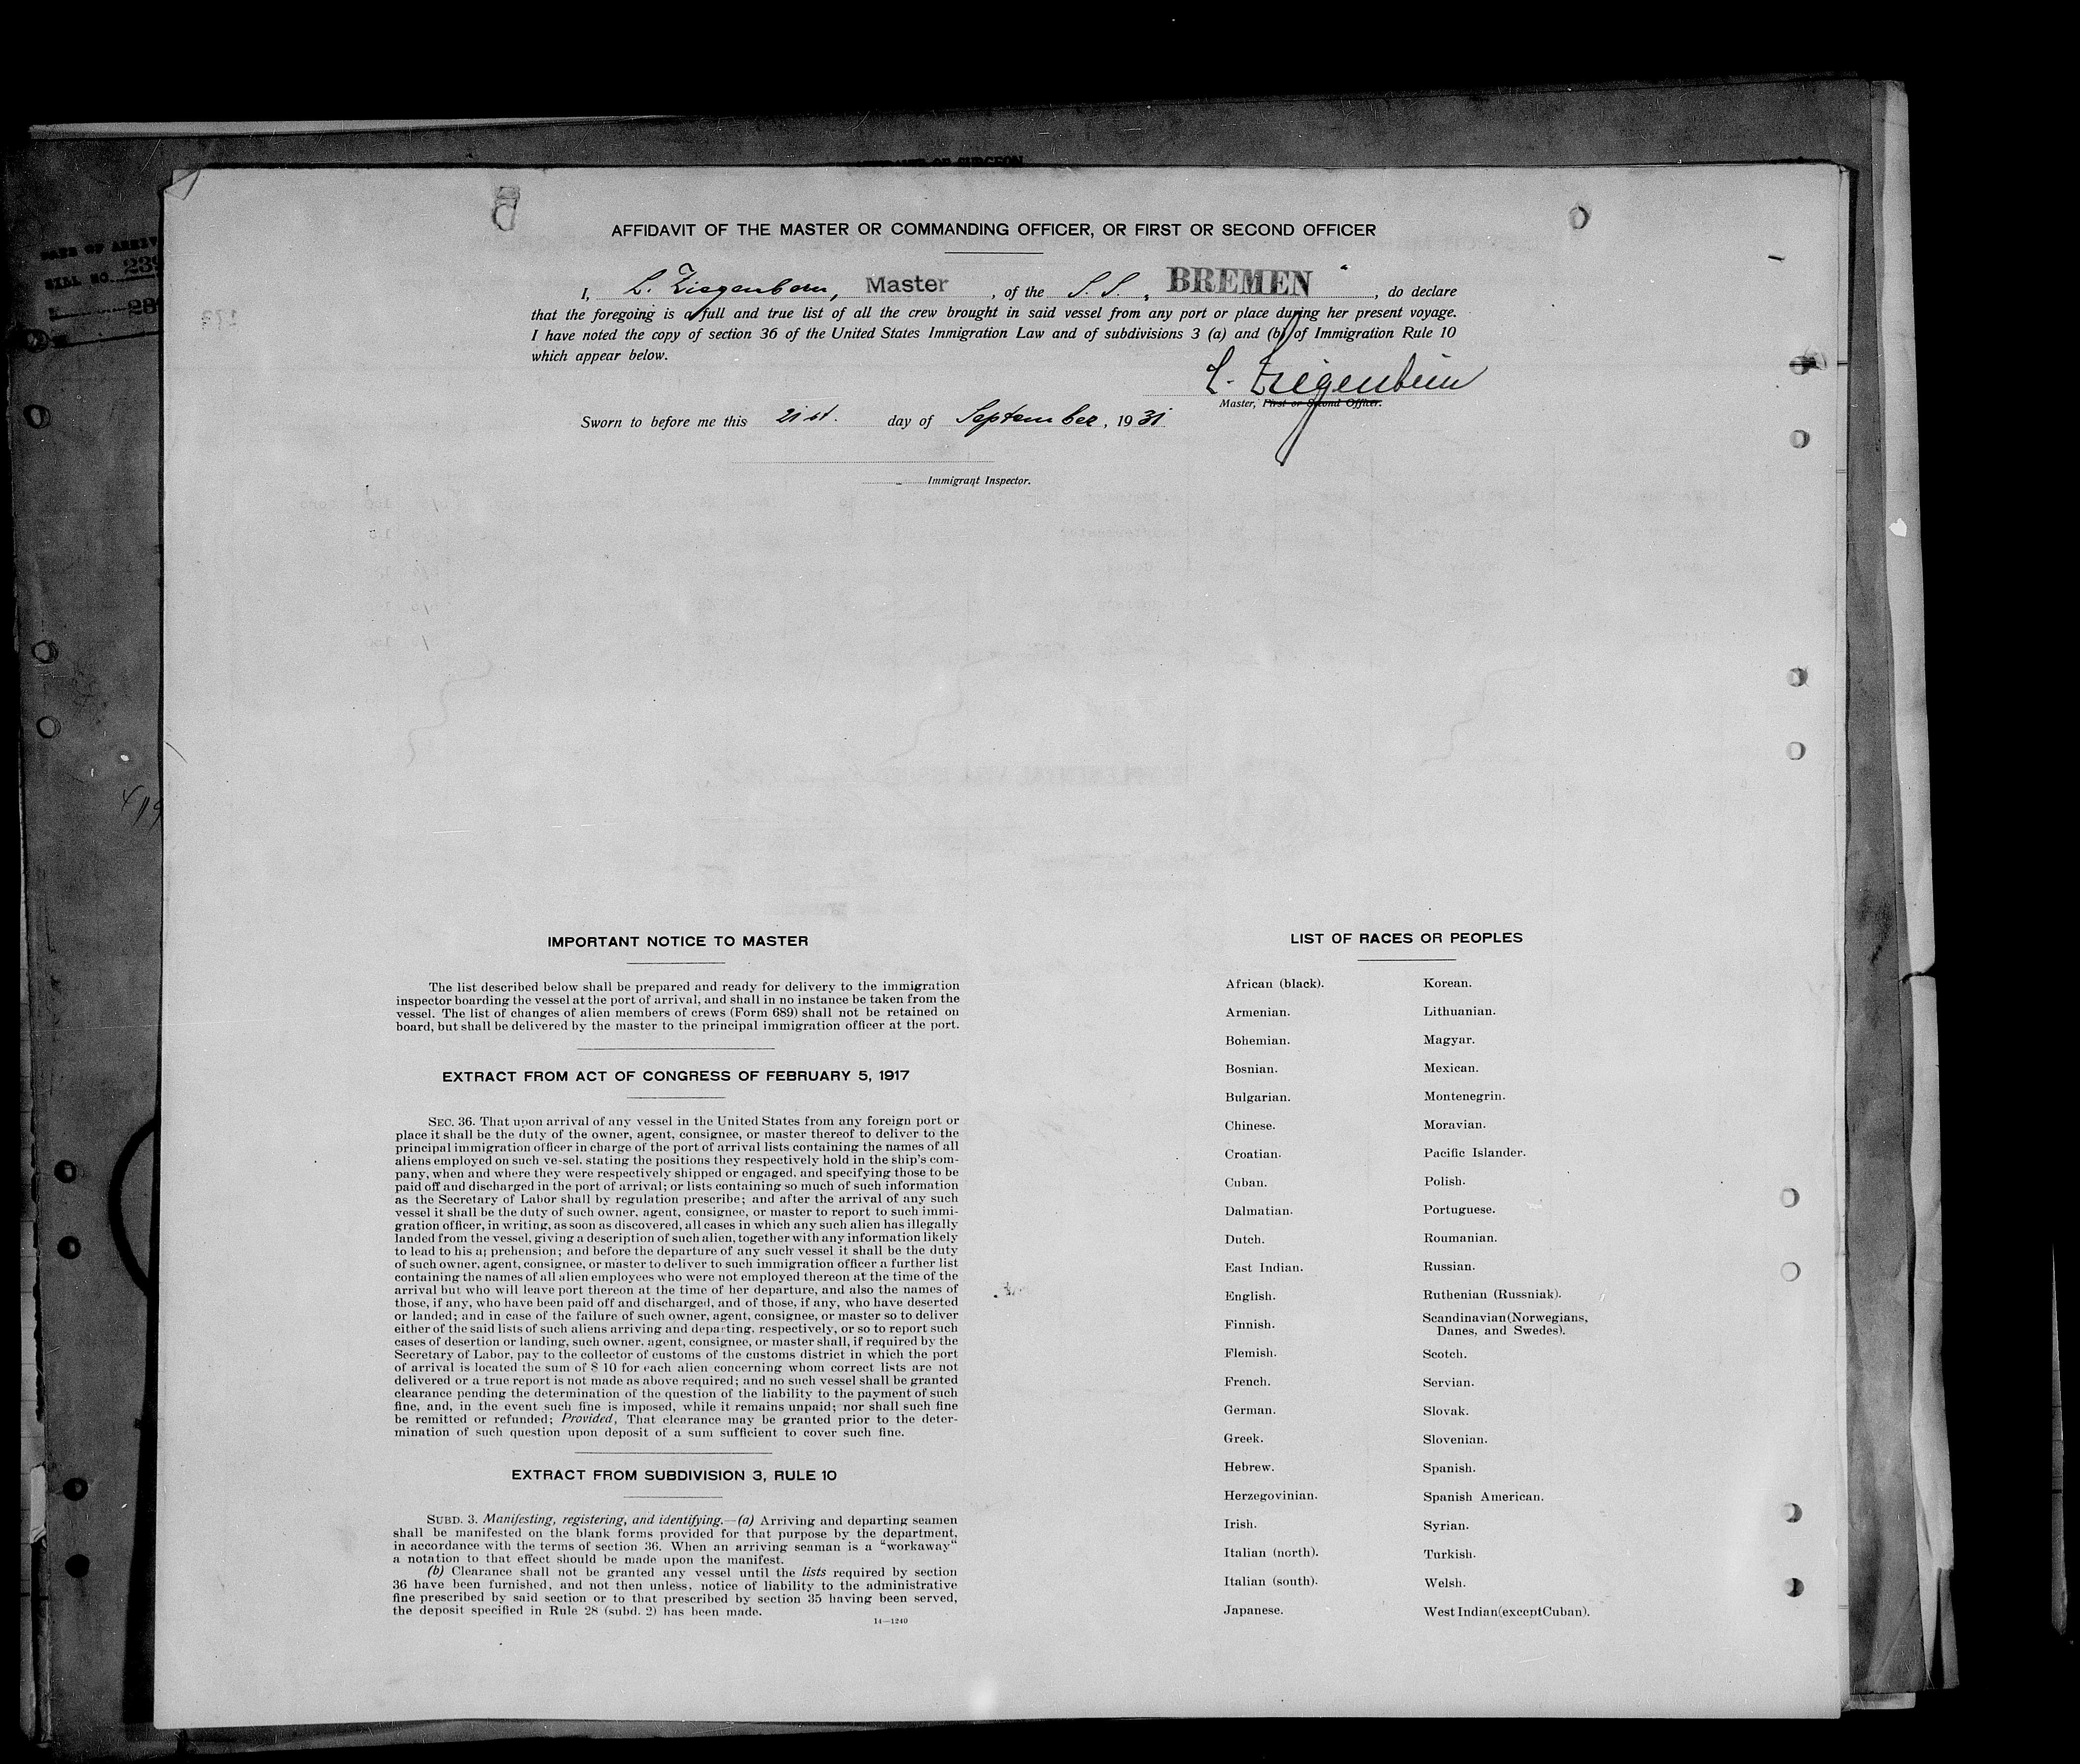 AFFIDAVIT OF THE MASTER OR COMMANDING OFFICER, OR FIRST OR SECOND OFFICER
I, L. Ziegenbein, Master, of the S.S. „BREMEN“, do declare
that the foregoing is a full and true list of all the crew brought in said vessel from any port or place during her present voyage.
I have noted the copy of section 36 of the United States Immigration Law and of subdivisions 3 (a) and (b) of Immigration Rule 10
which appear below.
L. Ziegenbein
Master, First or Second Officer.
Sworn to before me this 21st. day of September, 1931
Immigrant Inspector.
IMPORTANT NOTICE TO MASTER
The list described below shall be prepared and ready for delivery to the immigration
inspector boarding the vessel at the port of arrival, and shall in no instance be taken from the
vessel. The list of changes of alien members of crews (Form 689) shall not be retained on
board, but shall be delivered by the master to the principal immigration officer at the port.
EXTRACT FROM ACT OF CONGRESS OF FEBRUARY 5, 1917
SEC. 36. That upon arrival of any vessel in the United States from any foreign port or
place it shall be the duty of the owner, agent, consignee, or master thereof to deliver to the
principal immigration officer in charge of the port of arrival lists containing the names of all
aliens employed on such ve-sel. stating the positions they respectively hold in the ship's com-
pany, when and where they were respectively shipped or engaged. and specifying those to be
paid off and discharged in the port of arrival; or lists containing so much of such information
as the Secretary of Labor shall by regulation prescribe; and after the arrival of any such
vessel it shall be the duty of such owner, agent, consignee, or master to report to such immi-
gration officer, in writing, as soon as discovered, all cases in which any such alien has illegally
landed from the vessel, giving a description of such alien, together with any information likely
to lead to his apprehension; and before the departure of any such vessel it shall be the duty
of such owner, agent, consignee, or master to deliver to such immigration officer a further list
containing the names of all alien employees who were not employed thereon at the time of the
arrival but who will leave port thereon at the time of her departure, and also the names of
those, if any, who have been paid off and discharged, and of those, if any, who have deserted
or landed; and in case of the failure of such owner, agent, consignee, or master so to deliver
either of the said lists of such aliens arriving and departing, respectively, or so to report such
cases of desertion or landing, such owner, agent, consignee, or master shall, if required by the
Secretary of Labor, pay to the collector of customs of the customs district in which the port
of arrival is located the sum of $ 10 for each alien concerning whom correct lists are not
delivered or a true report is not made as above required; and no such vessel shall be granted
clearance pending the determination of the question of the liability to the payment of such
fine, and, in the event such fine is imposed, while it remains unpaid; nor shall such fine
be remitted or refunded; Provided, That clearance may be granted prior to the deter-
mination of such question upon deposit of a sum sufficient to cover such fine.
EXTRACT FROM SUBDIVISION 3, RULE 10
SUBD. 3. Manifesting, registering, and identifying.—(a) Arriving and departing seamen
shall be manifested on the blank forms provided for that purpose by the department,
in accordance with the terms of section 36. When an arriving seaman is a “workaway“
a notation to that effect should be made upon the manifest.
(b) Clearance shall not be granted any vessel until the lists required by section
36 have been furnished, and not then unless, notice of liability to the administrative
fine prescribed by said section or to that prescribed by section 35 having been served,
the deposit specified in Rule 28 (subd. 2) has been made.
14—1240
LIST OF RACES OR PEOPLES
African (black).
Armenian.
Bohemian.
Bosnian.
Bulgarian.
Chinese.
Croatian.
Cuban.
Dalmatian.
Dutch.
East Indian.
English.
Finnish.
Flemish.
French.
German.
Greek.
Hebrew.
Herzegovinian.
Irish.
Italian (north).
Italian (south).
Japanese.
Korean.
Lithuanian.
Magyar.
Mexican.
Montenegrin.
Moravian.
Pacific Islander.
Polish.
Portuguese.
Roumanian.
Russian.
Ruthenian (Russniak).
Scandinavian(Norwegians,
Danes, and Swedes).
Scotch.
Servian.
Slovak.
Slovenian.
Spanish.
Spanish American.
Syrian.
Turkish.
Welsh.
West Indian(exceptCuban).